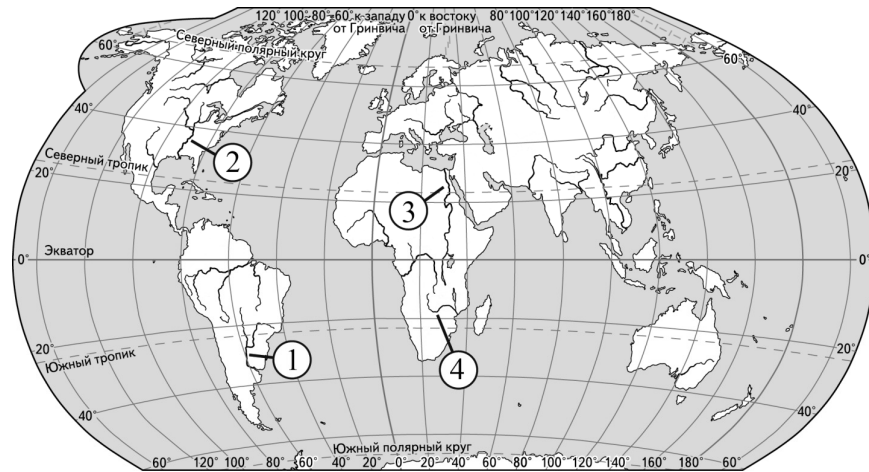 120° 100° 80° 60° к западу 0° к востоку 80° 100° 120° 140° 160° 180°
от Гринвича от Гринвича
Северный полярный круг
60° 60°
40° 40°
Северный тропик
20° 20°
2
3
Экватор
0° 0°
20° 20°
Южный тропик
1
4
40° 40°
Южный полярный круг
60° 120° 100° 80° 60° 40° 20° 0° 20° 40° 60° 80° 100° 120° 140° 160° 180° 60°